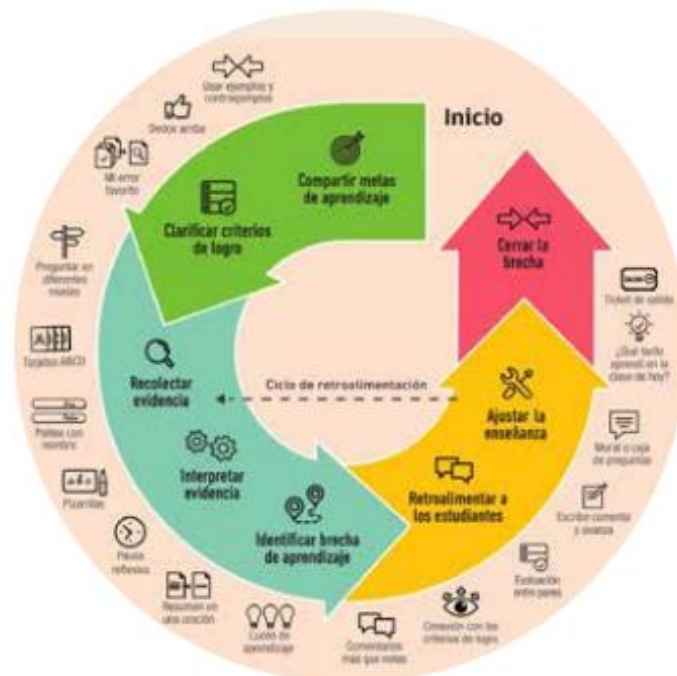 Inicio
Compartir metas
de aprendizaje
Clarificar criterios
de logro
Recolectar
evidencia
Interpretar
evidencia
Identificar brecha
de aprendizaje
Retroalimentar a
los estudiantes
Ajustar la
enseñanza
Cerrar la
brecha
Ciclo de retroalimentación
Usar ejemplos y
contraejemplos
Dedos arriba
Mi error
favorito
Preguntar en
diferentes niveles
Tarjetas ABCD
Palitos con
nombre
Pizarritas
Pausa
reflexiva
Resumen en
una oración
Luces de
aprendizaje
Comentarios
más que notas
Conexión con los
criterios de logro
Evaluación
entre pares
Escribe comenta
y avanza
Mural o caja
de preguntas
¿Qué tanto
aprendí en la
clase de hoy?
Ticket de salida